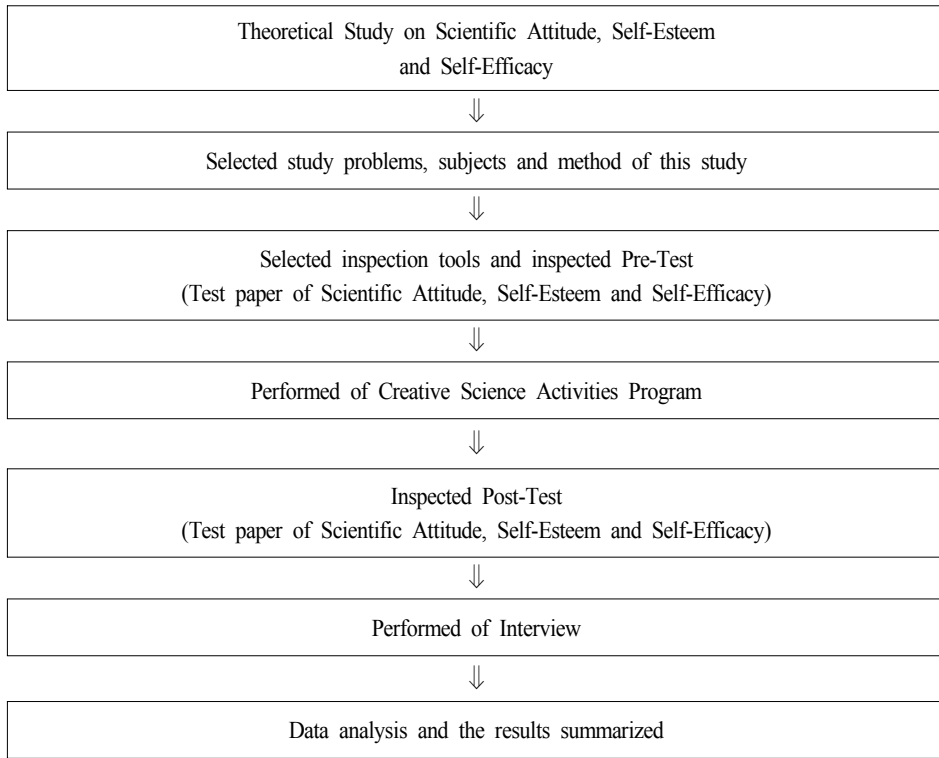 Theoretical Study on Scientific Attitude, Self-Esteem
and Self-Efficacy
⇓
Selected study problems, subjects and method of this study
⇓
Selected inspection tools and inspected Pre-Test
(Test paper of Scientific Attitude, Self-Esteem and Self-Efficacy)
⇓
Performed of Creative Science Activities Program
⇓
Inspected Post-Test
(Test paper of Scientific Attitude, Self-Esteem and Self-Efficacy)
⇓
Performed of Interview
⇓
Data analysis and the results summarized